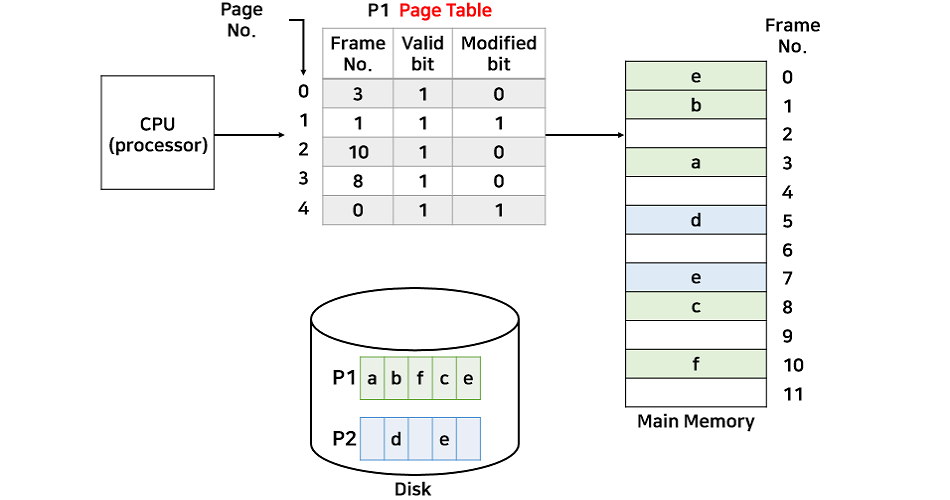 Page
No.
P1 Page Table
Frame
No.
Valid
bit
Modified
bit
0 3 1 0
1 1 1 1
2 10 1 0
3 8 1 0
4 0 1 1
CPU
(processor)
Frame
No.
e 0
b 1
2
a 3
4
d 5
6
e 7
c 8
9
f 10
11
Main Memory
P1 a b f c e
P2 d e
Disk